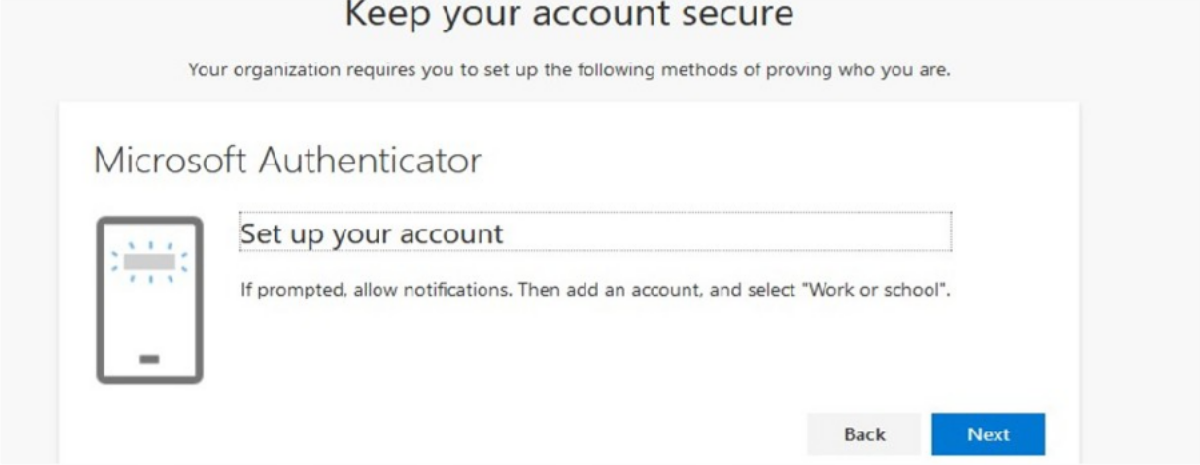 Keep your account secure
Your organization requires you to set up the following methods of proving who you are.
Microsoft Authenticator
Set up your account
If prompted, allow notifications. Then add an account, and select "Work or school".
Back
Next